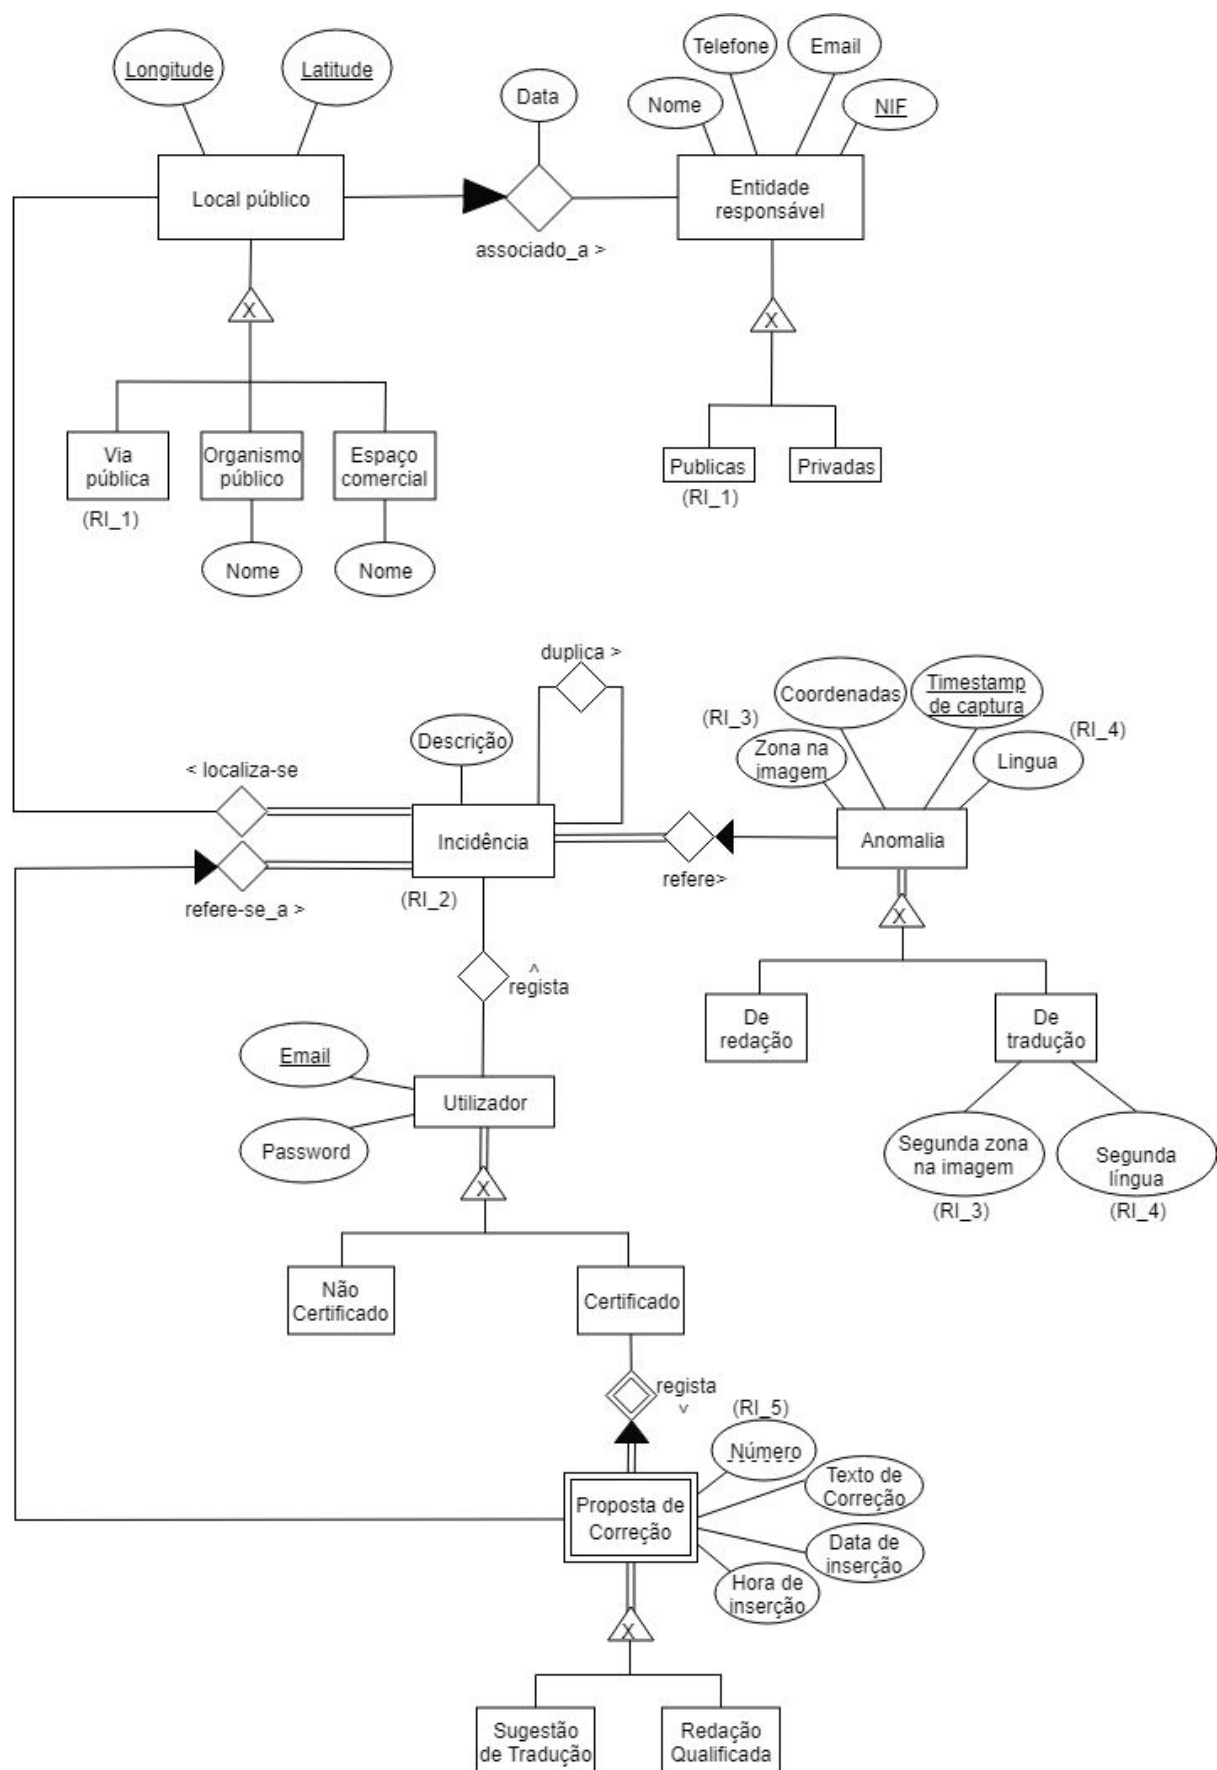 Longitude
Latitude
Telefone
Email
Data
Nome
NIF
Local público
Entidade
responsável
associado_a >
X
X
Via
pública
Organismo
público
Espaço
comercial
Publicas
Privadas
(RI_1)
(RI_1)
Nome
Nome
duplica >
Coordenadas
Timestamp
de captura
(RI_3)
(RI_4)
Descrição
Zona na
imagem
Lingua
< localiza-se
Incidência
Anomalia
refere>
(RI_2)
refere-se_a >
X
^
regista
De
redação
De
tradução
Email
Utilizador
Password
Segunda zona
na imagem
Segunda
língua
(RI_3)
(RI_4)
X
Não
Certificado
Certificado
regista
v
(RI_5)
Número
Texto de
Correção
Proposta de
Correção
Data de
inserção
Hora de
inserção
X
Sugestão
de Tradução
Redação
Qualificada